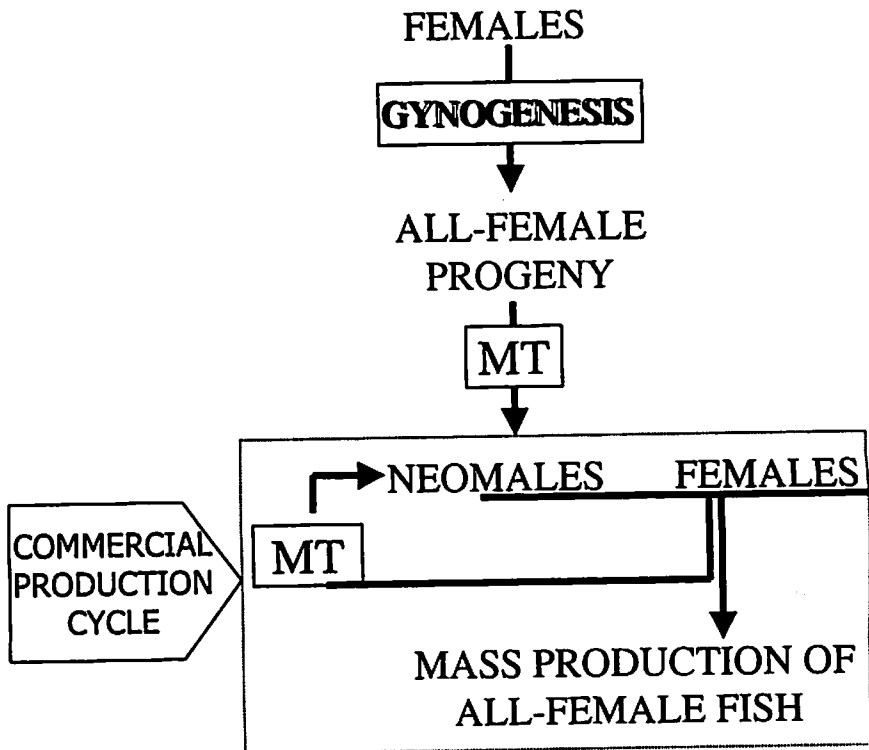 FEMALES
GYNOGENESIS
ALL-FEMALE
PROGENY
MT
NEOMALES FEMALES
MT
COMMERCIAL
PRODUCTION
CYCLE
MASS PRODUCTION OF
ALL-FEMALE FISH